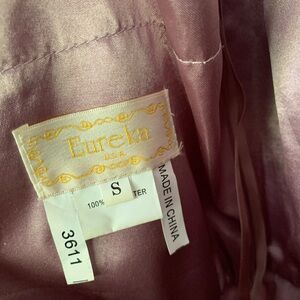 Eureka
U.S.A.
S
100% TER
3611
MADE IN CHINA